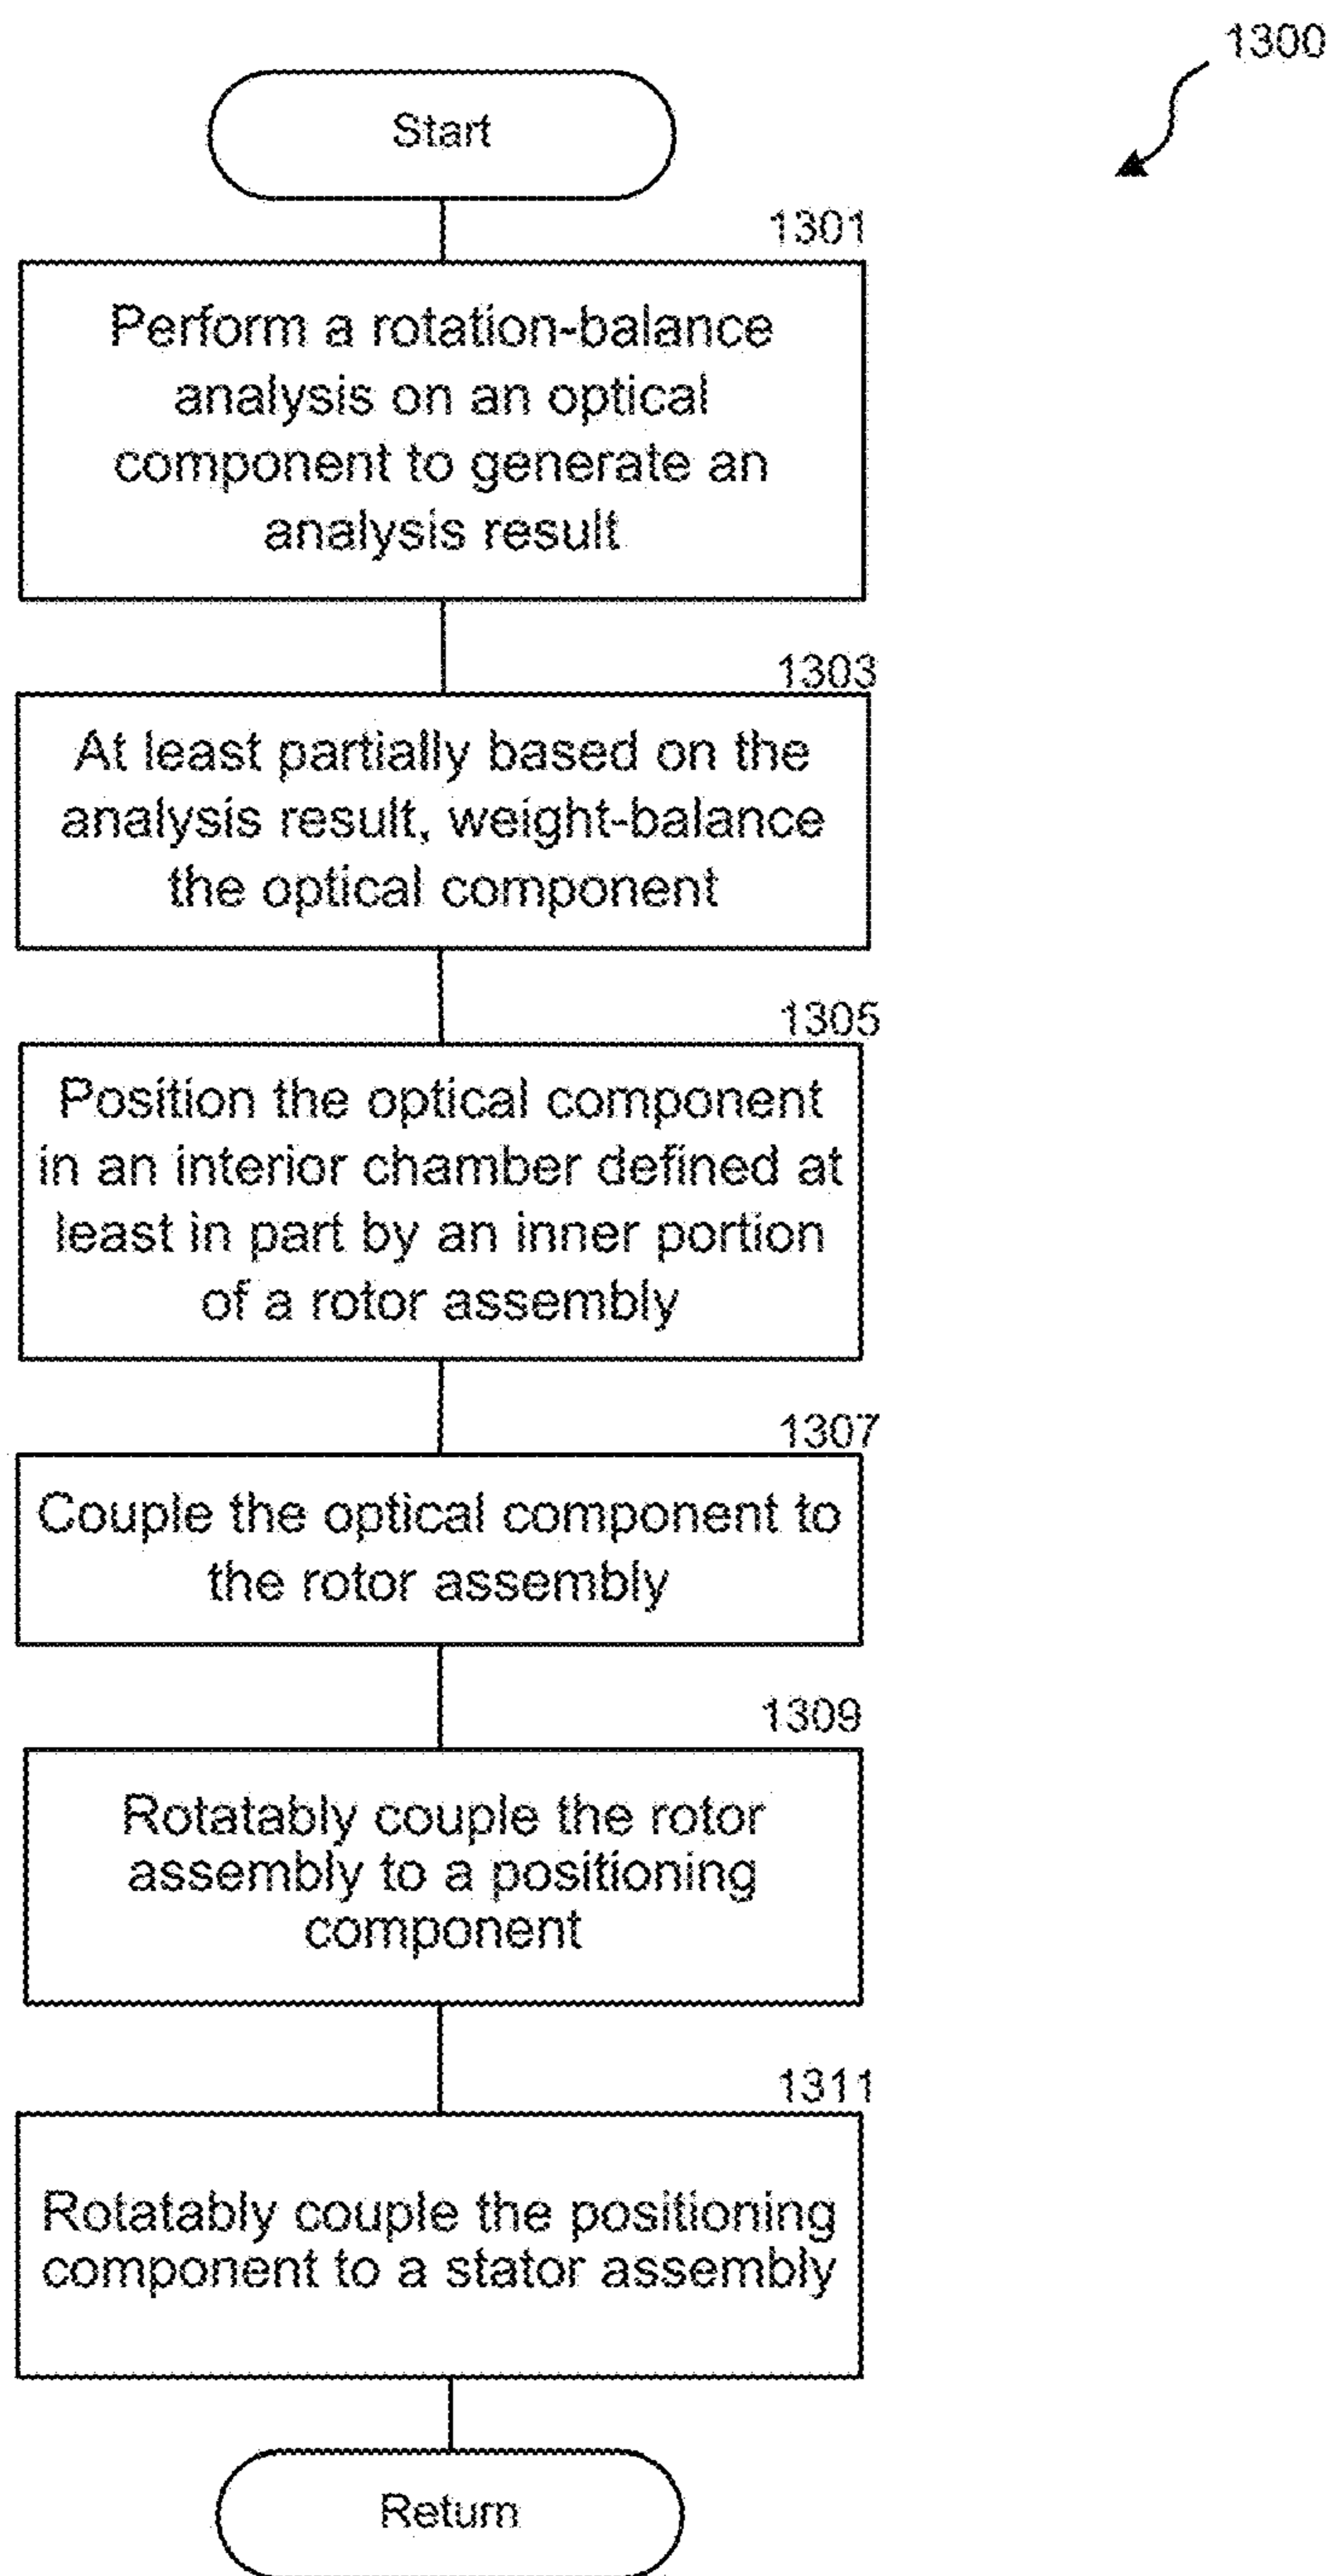 1300
Start
1301
Perform a rotation-balance
analysis on an optical
component to generate an
analysis result
1303
At least partially based on the
analysis result, weight-balance
the optical component
1305
Position the optical component
in an interior chamber defined at
least in part by an inner portion
of a rotor assembly
1307
Couple the optical component to
the rotor assembly
1309
Rotatably couple the rotor
assembly to a positioning
component
1311
Rotatably couple the positioning
component to a stator assembly
Return